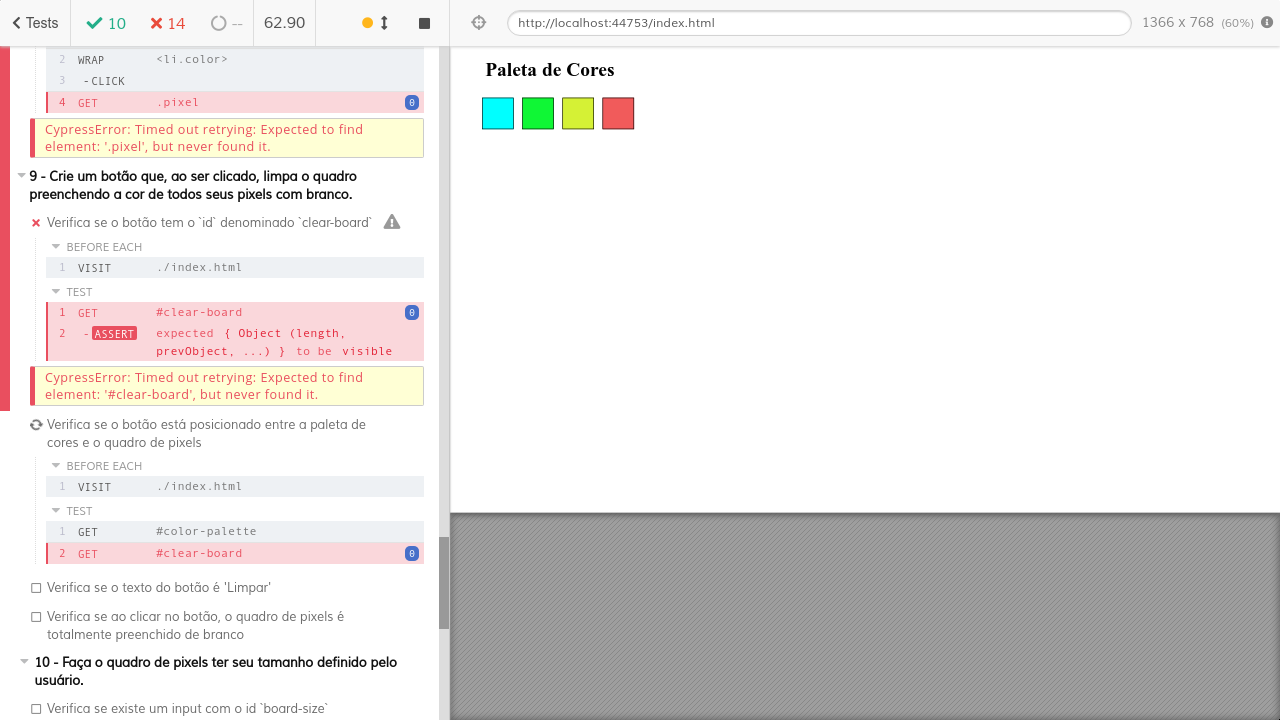 Tests 10 14 -- 62.90
http://localhost:44753/index.html 1366 x 768 (60%)
2 WRAP <li.color>
3 -CLICK
4 GET .pixel 0
CypressError: Timed out retrying: Expected to find
element: '.pixel', but never found it.
9 - Crie um botão que, ao ser clicado, limpa o quadro
preenchendo a cor de todos seus pixels com branco.
Verifica se o botão tem o `id` denominado `clear-board`
BEFORE EACH
1 VISIT ./index.html
TEST
1 GET #clear-board 0
2 -ASSERT expected { Object (length,
prevObject, ...) } to be visible
CypressError: Timed out retrying: Expected to find
element: '#clear-board', but never found it.
Verifica se o botão está posicionado entre a paleta de
cores e o quadro de pixels
BEFORE EACH
1 VISIT ./index.html
TEST
1 GET #color-palette
2 GET #clear-board 0
Verifica se o texto do botão é 'Limpar'
Verifica se ao clicar no botão, o quadro de pixels é
totalmente preenchido de branco
10 - Faça o quadro de pixels ter seu tamanho definido pelo
usuário.
Verifica se existe um input com o id `board-size`
Paleta de Cores